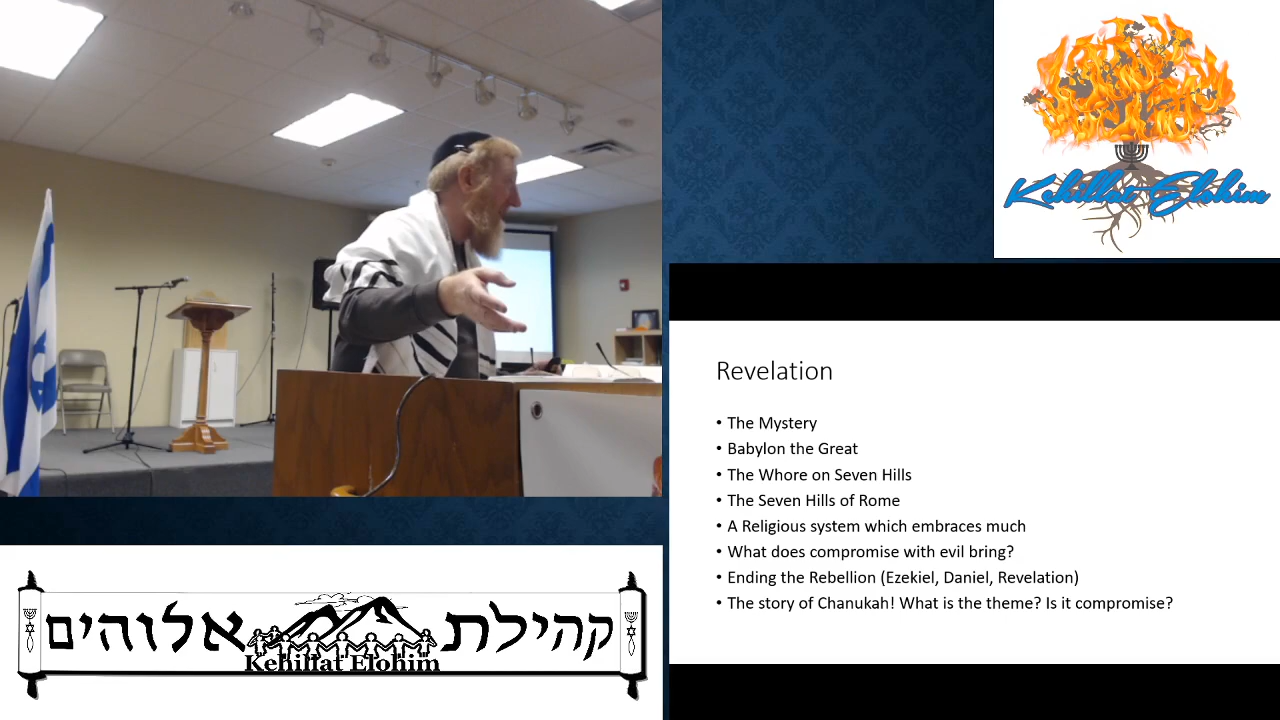 Kehillat Elohim
Revelation
• The Mystery
• Babylon the Great
• The Whore on Seven Hills
• The Seven Hills of Rome
• A Religious system which embraces much
• What does compromise with evil bring?
• Ending the Rebellion (Ezekiel, Daniel, Revelation)
• The story of Chanukah! What is the theme? Is it compromise?
קהילת אלוהים
Kehillat Elohim